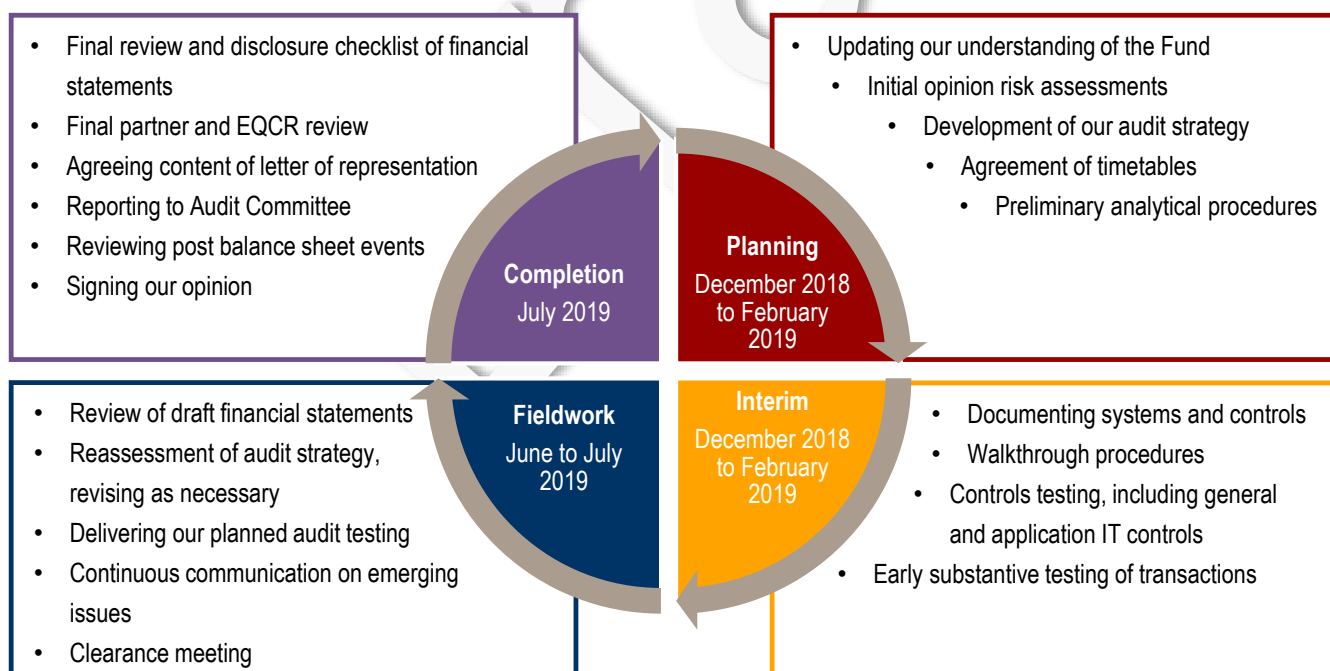 • Final review and disclosure checklist of financial
statements
• Final partner and EQCR review
• Agreeing content of letter of representation
• Reporting to Audit Committee
• Reviewing post balance sheet events
• Signing our opinion
Completion
July 2019
• Updating our understanding of the Fund
• Initial opinion risk assessments
• Development of our audit strategy
• Agreement of timetables
• Preliminary analytical procedures
Planning
December 2018
to February
2019
• Review of draft financial statements
• Reassessment of audit strategy,
revising as necessary
• Delivering our planned audit testing
• Continuous communication on emerging
issues
• Clearance meeting
Fieldwork
June to July
2019
Interim
December 2018
to February
2019
• Documenting systems and controls
• Walkthrough procedures
• Controls testing, including general
and application IT controls
• Early substantive testing of transactions